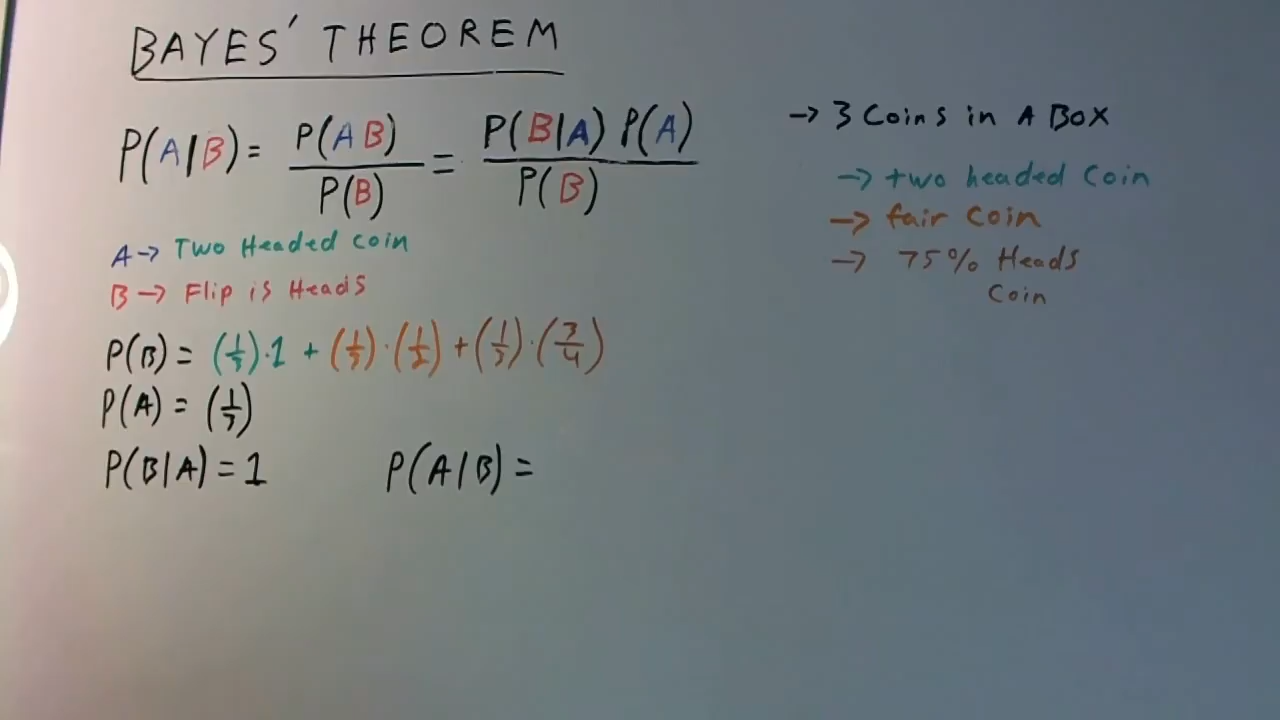 BAYES' THEOREM
P(A|B) = P(AB)/P(B) = P(B|A) P(A)/P(B)
A → Two Headed coin
B → Flip is Heads
P(B) = (1/3)·1 + (1/3)·(1/2) + (1/3)·(3/4)
P(A) = (1/3)
P(B|A) = 1
P(A|B) =
→ 3 Coins in A Box
→ two headed Coin
→ fair Coin
→ 75% Heads
Coin